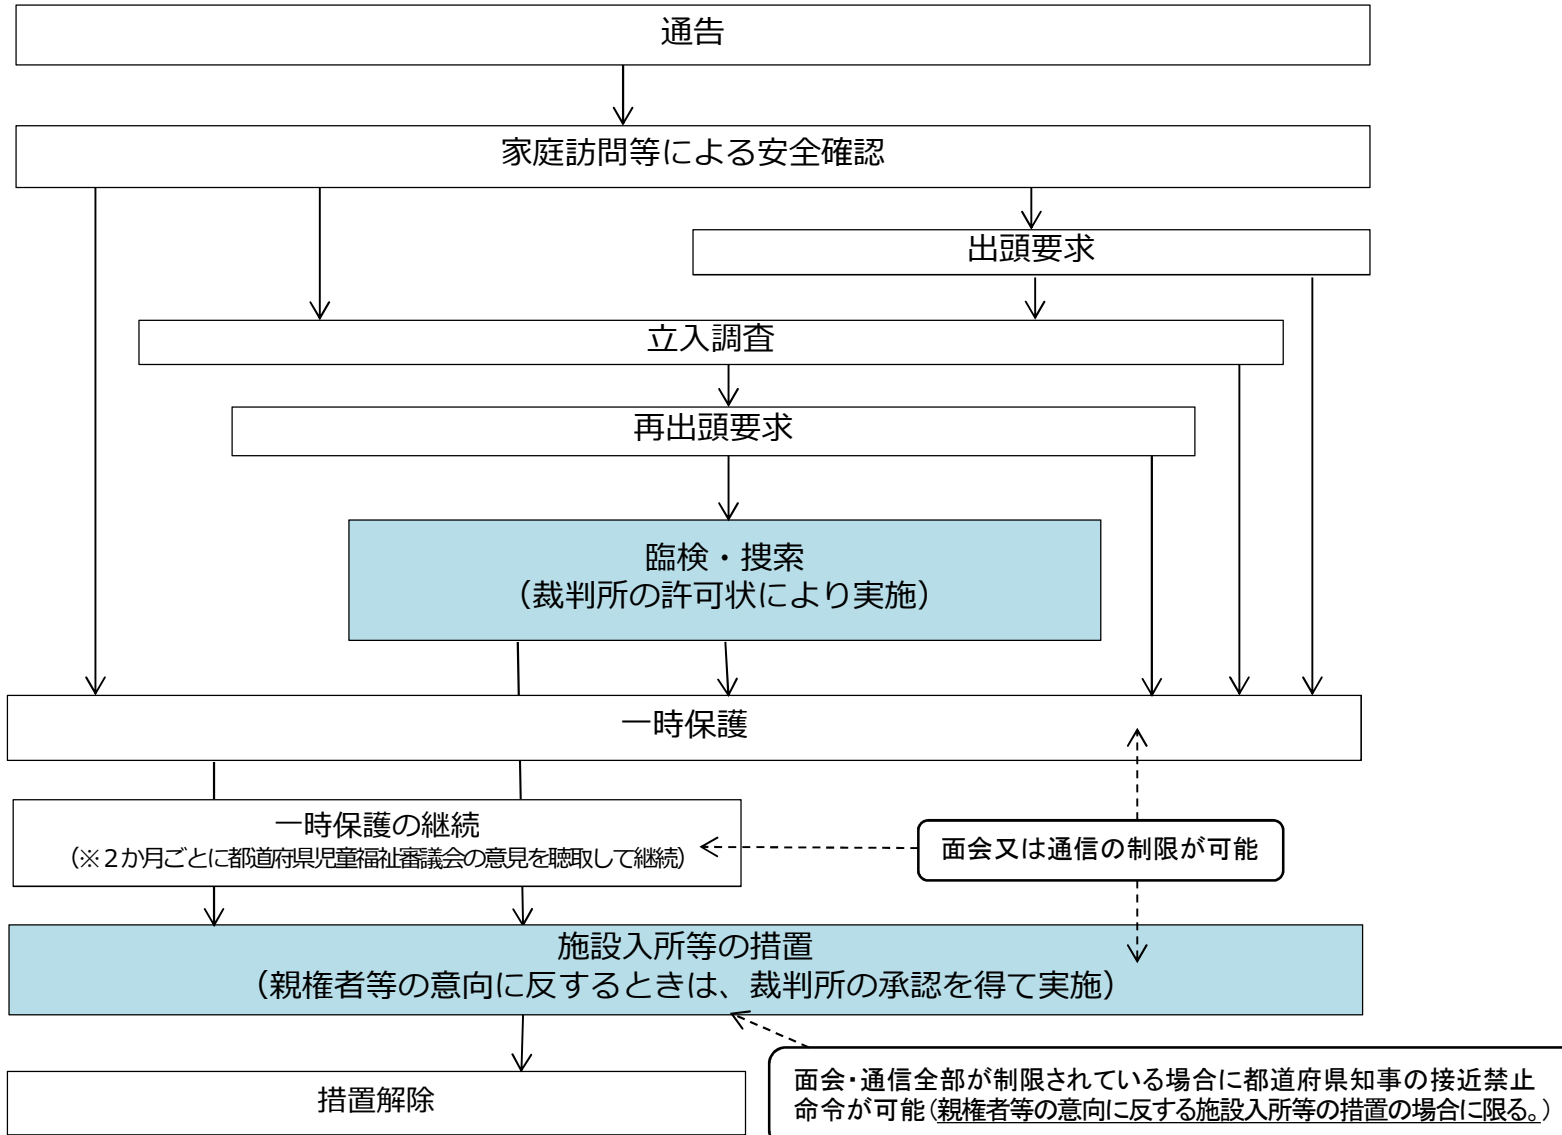 通告
家庭訪問等による安全確認
出頭要求
立入調査
再出頭要求
臨検・捜索
（裁判所の許可状により実施）
一時保護
一時保護の継続
（※２か月ごとに都道府県児童福祉審議会の意見を聴取して継続）
面会又は通信の制限が可能
施設入所等の措置
（親権者等の意向に反するときは、裁判所の承認を得て実施）
措置解除
面会・通信全部が制限されている場合に都道府県知事の接近禁止
命令が可能（親権者等の意向に反する施設入所等の措置の場合に限る。）